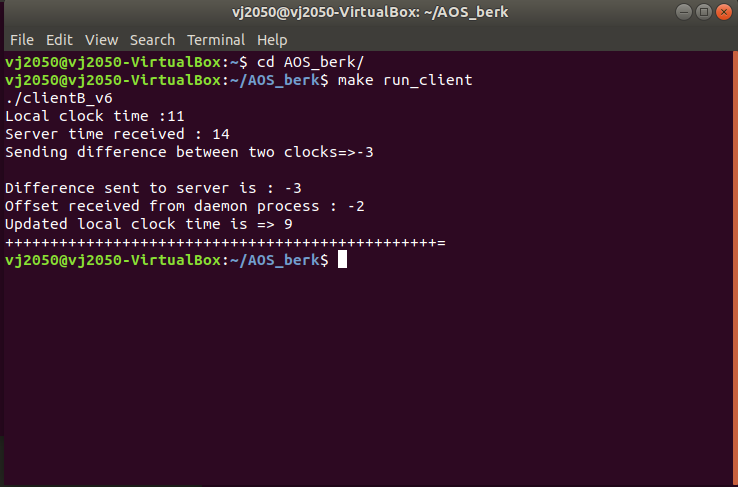 vj2050@vj2050-VirtualBox: ~/AOS_berk
File Edit View Search Terminal Help
vj2050@vj2050-VirtualBox:~$ cd AOS_berk/
vj2050@vj2050-VirtualBox:~/AOS_berk$ make run_client
./clientB_v6
Local clock time :11
Server time received : 14
Sending difference between two clocks=>-3
Difference sent to server is : -3
Offset received from daemon process : -2
Updated local clock time is => 9
++++++++++++++++++++++++++++++++++++++++++++++++=
vj2050@vj2050-VirtualBox:~/AOS_berk$